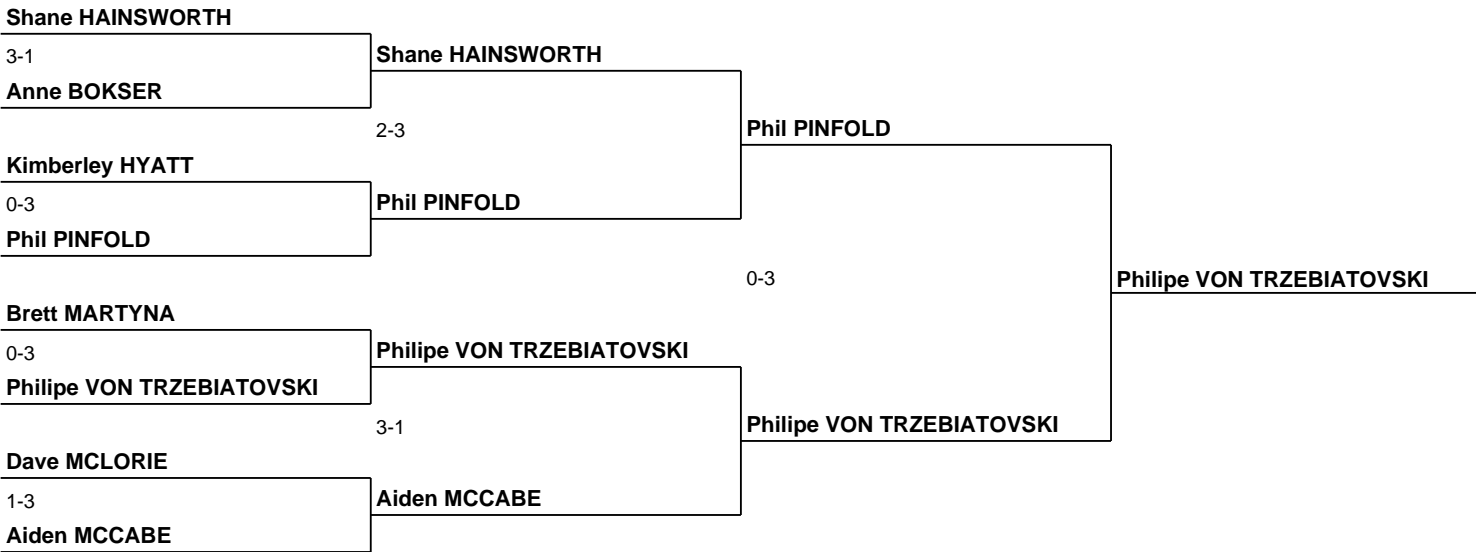 Shane HAINSWORTH
3-1
Shane HAINSWORTH
Anne BOKSER
2-3
Phil PINFOLD
Kimberley HYATT
0-3
Phil PINFOLD
Phil PINFOLD
0-3
Philipe VON TRZEBIATOVSKI
Brett MARTYNA
0-3
Philipe VON TRZEBIATOVSKI
Philipe VON TRZEBIATOVSKI
3-1
Philipe VON TRZEBIATOVSKI
Dave MCLORIE
1-3
Aiden MCCABE
Aiden MCCABE